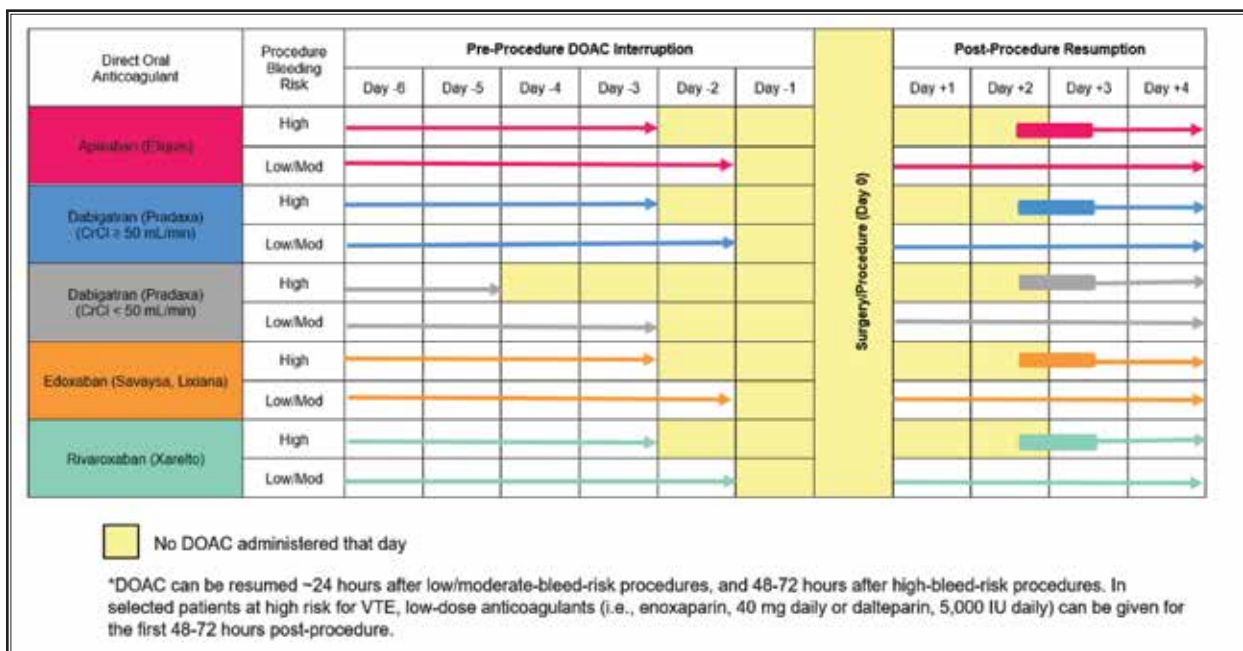 Direct Oral
Anticoagulant
Procedure
Bleeding
Risk
Pre-Procedure DOAC Interruption
Day -6
Day -5
Day -4
Day -3
Day -2
Day -1
Surgery/Procedure (Day 0)
Post-Procedure Resumption
Day +1
Day +2
Day +3
Day +4
Apixaban (Eliquis)
High
Low/Mod
Dabigatran (Pradaxa)
(CrCl ≥ 50 mL/min)
High
Low/Mod
Dabigatran (Pradaxa)
(CrCl < 50 mL/min)
High
Low/Mod
Edoxaban (Savaysa, Lixiana)
High
Low/Mod
Rivaroxaban (Xarelto)
High
Low/Mod
No DOAC administered that day
*DOAC can be resumed ~24 hours after low/moderate-bleed-risk procedures, and 48-72 hours after high-bleed-risk procedures. In
selected patients at high risk for VTE, low-dose anticoagulants (i.e., enoxaparin, 40 mg daily or dalteparin, 5,000 IU daily) can be given for
the first 48-72 hours post-procedure.